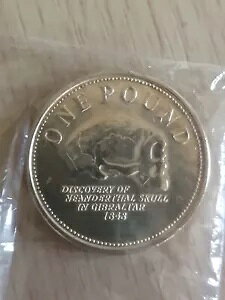 ONE POUND
DISCOVERY OF
NEANDERTHAL SKULL
IN GIBRALTAR
1848